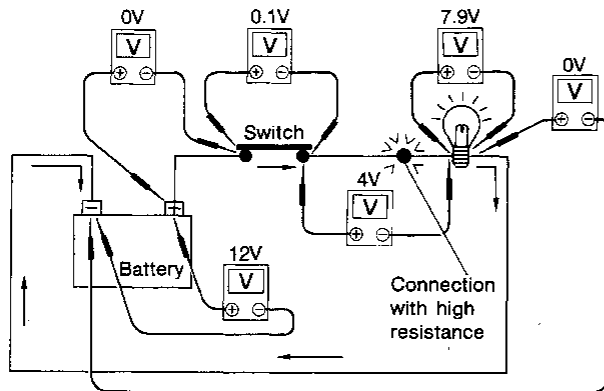 0V
0.1V
7.9V
0V
V
V
V
V
+ −
+ −
+ −
+ −
Switch
4V
V
+ −
− +
Battery
12V
V
+ −
Connection
with high
resistance